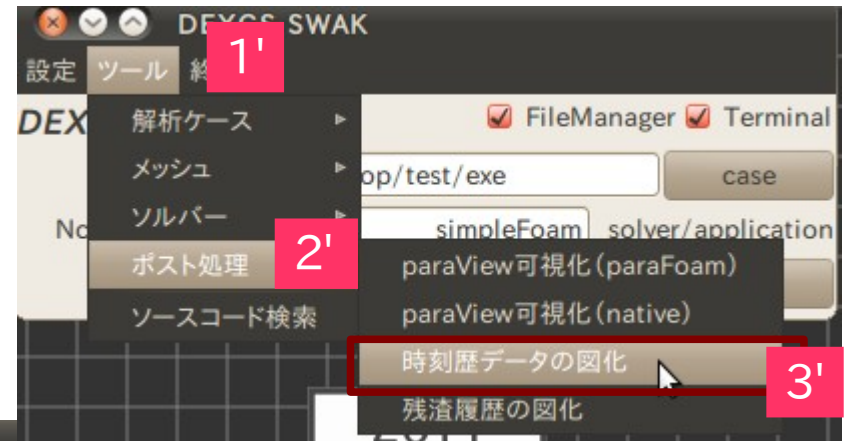 DEXCS SWAK
設定 ツール 終 1'
DEX 解析ケース FileManager Terminal
メッシュ op/test/exe case
No ソルバー simpleFoam solver/application
ポスト処理 2' paraView可視化(paraFoam)
ソースコード検索 paraView可視化(native)
時刻歴データの図化 3'
残渣履歴の図化